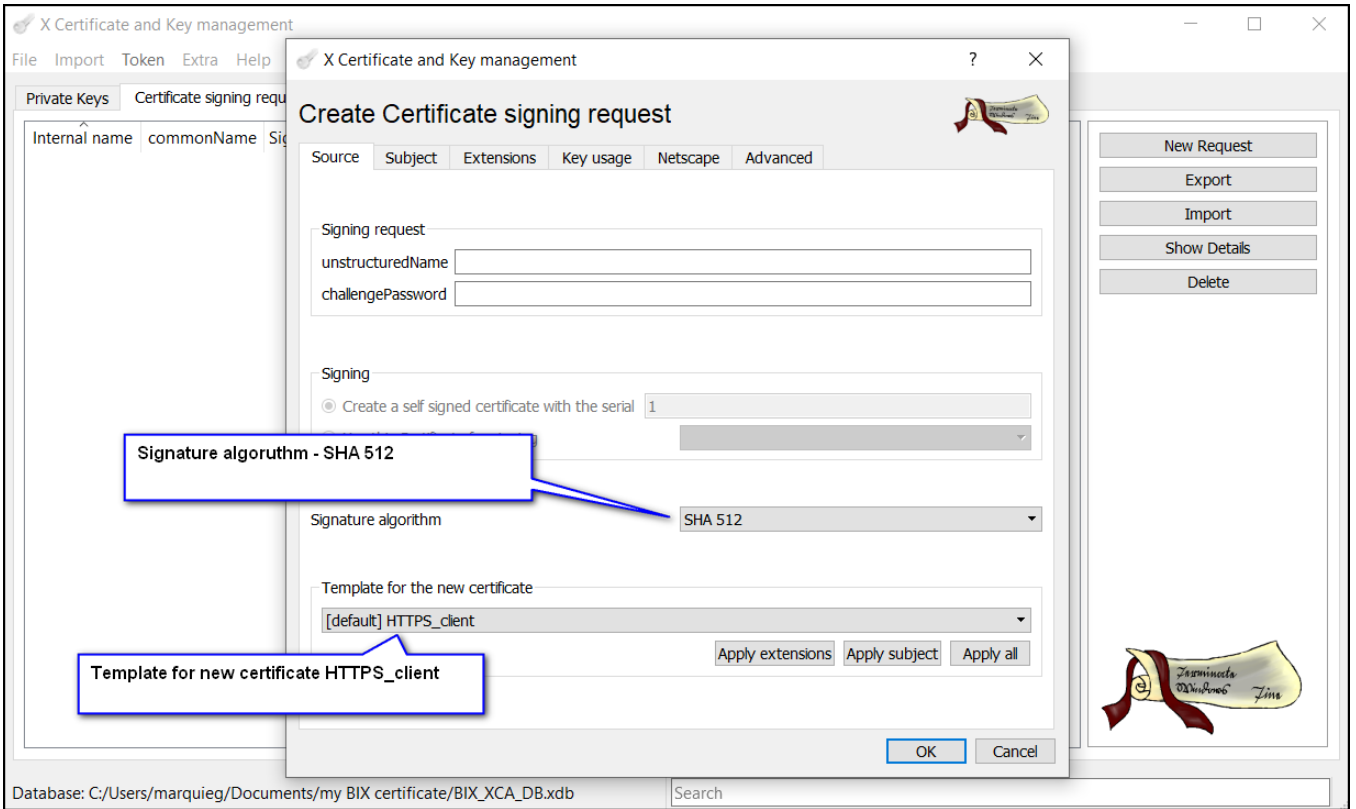 X Certificate and Key management
File Import Token Extra Help
Private Keys Certificate signing requ
Internal name commonName Sig
X Certificate and Key management
?
Create Certificate signing request
Source Subject Extensions Key usage Netscape Advanced
Signing request
unstructuredName
challengePassword
Signing
Create a self signed certificate with the serial 1
Signature algoruthm - SHA 512
Signature algorithm SHA 512
Template for the new certificate
[default] HTTPS_client
Apply extensions Apply subject Apply all
Template for new certificate HTTPS_client
OK Cancel
New Request
Export
Import
Show Details
Delete
Database: C:/Users/marquieg/Documents/my BIX certificate/BIX_XCA_DB.xdb
Search